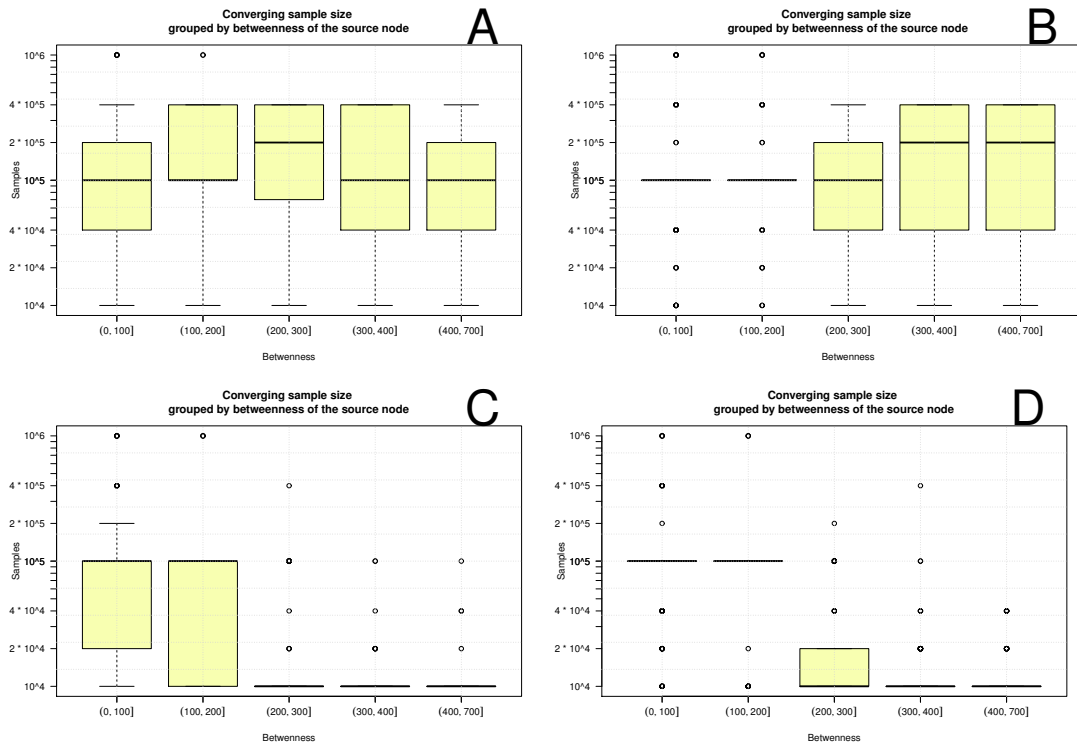 Converging sample size
grouped by betweenness of the source node
A
10^6
4 * 10^5
2 * 10^5
10^5
4 * 10^4
2 * 10^4
10^4
Samples
(0, 100]
(100, 200]
(200, 300]
(300, 400]
(400, 700]
Betwenness
Converging sample size
grouped by betweenness of the source node
B
10^6
4 * 10^5
2 * 10^5
10^5
4 * 10^4
2 * 10^4
10^4
Samples
(0, 100]
(100, 200]
(200, 300]
(300, 400]
(400, 700]
Betwenness
Converging sample size
grouped by betweenness of the source node
C
10^6
4 * 10^5
2 * 10^5
10^5
4 * 10^4
2 * 10^4
10^4
Samples
(0, 100]
(100, 200]
(200, 300]
(300, 400]
(400, 700]
Betwenness
Converging sample size
grouped by betweenness of the source node
D
10^6
4 * 10^5
2 * 10^5
10^5
4 * 10^4
2 * 10^4
10^4
Samples
(0, 100]
(100, 200]
(200, 300]
(300, 400]
(400, 700]
Betwenness